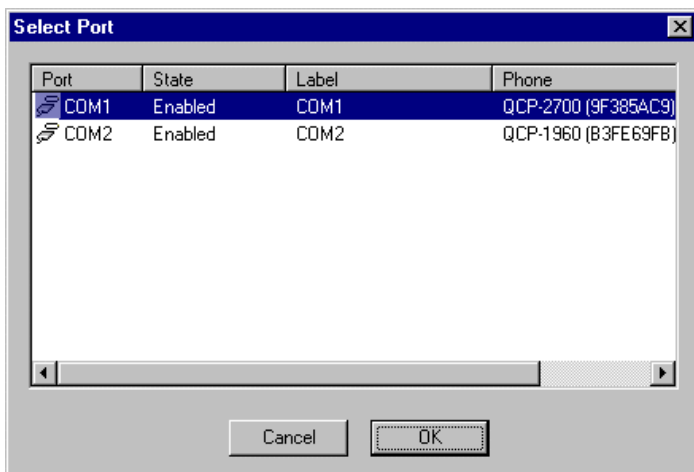 Select Port
Port State Label Phone
COM1 Enabled COM1 QCP-2700 (9F385AC9)
COM2 Enabled COM2 QCP-1960 (B3FE69FB)
Cancel OK